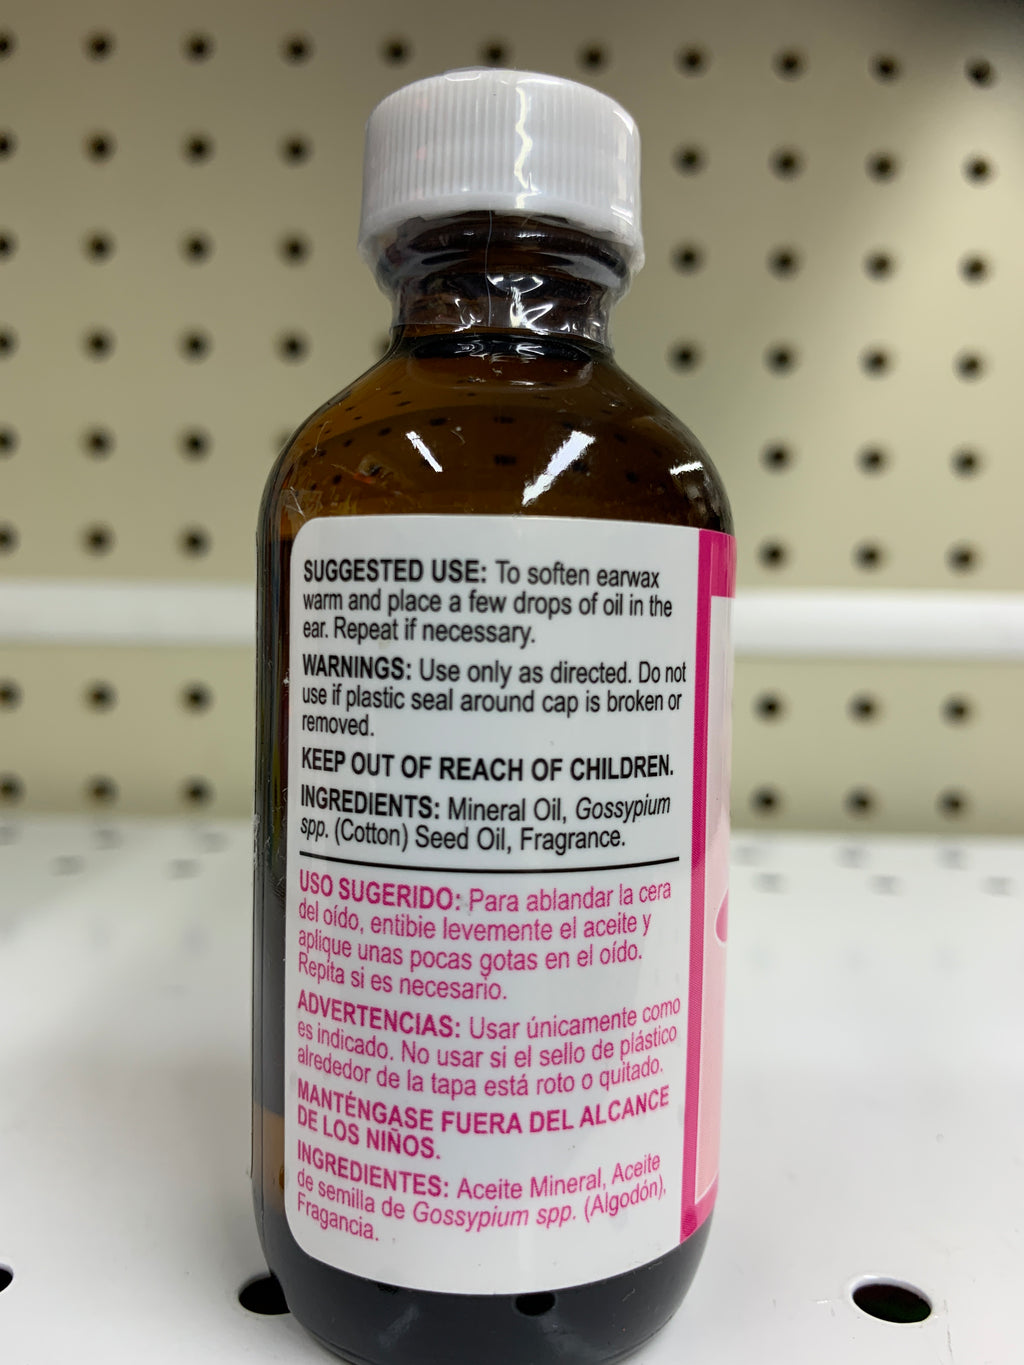 SUGGESTED USE: To soften earwax
warm and place a few drops of oil in the
ear. Repeat if necessary.
WARNINGS: Use only as directed. Do not
use if plastic seal around cap is broken or
removed.
KEEP OUT OF REACH OF CHILDREN.
INGREDIENTS: Mineral Oil, Gossypium
spp. (Cotton) Seed Oil, Fragrance.
USO SUGERIDO: Para ablandar la cera
del oído, entibie levemente el aceite y
aplique unas pocas gotas en el oído.
Repita si es necesario.
ADVERTENCIAS: Usar únicamente como
es indicado. No usar si el sello de plástico
alrededor de la tapa está roto o quitado.
MANTÉNGASE FUERA DEL ALCANCE
DE LOS NIÑOS.
INGREDIENTES: Aceite Mineral, Aceite
de semilla de Gossypium spp. (Algodón),
Fragancia.